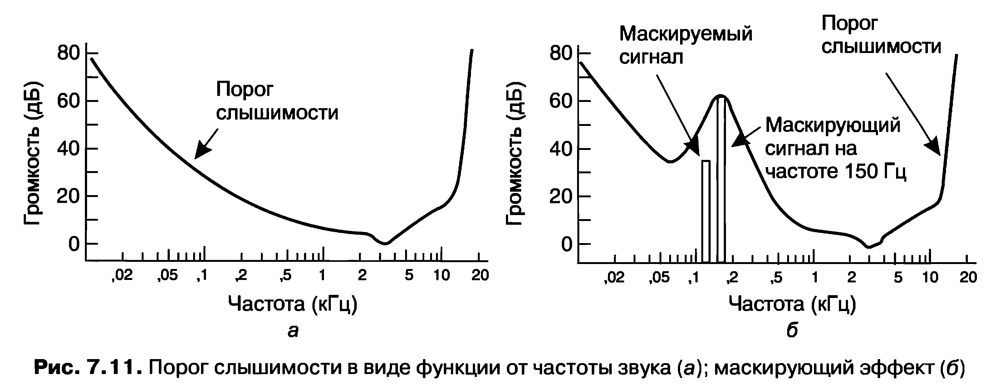 80
60
40
20
0
Громкость (дБ)
Порог
слышимости
,02 ,05 ,1 ,2 ,5 1 2 5 10 20
Частота (кГц)
а
80
60
40
20
0
Громкость (дБ)
Маскируемый
сигнал
Порог
слышимости
Маскирующий
сигнал на
частоте 150 Гц
,02 ,05 ,1 ,2 ,5 1 2 5 10 20
Частота (кГц)
б
Рис. 7.11. Порог слышимости в виде функции от частоты звука (а); маскирующий эффект (б)